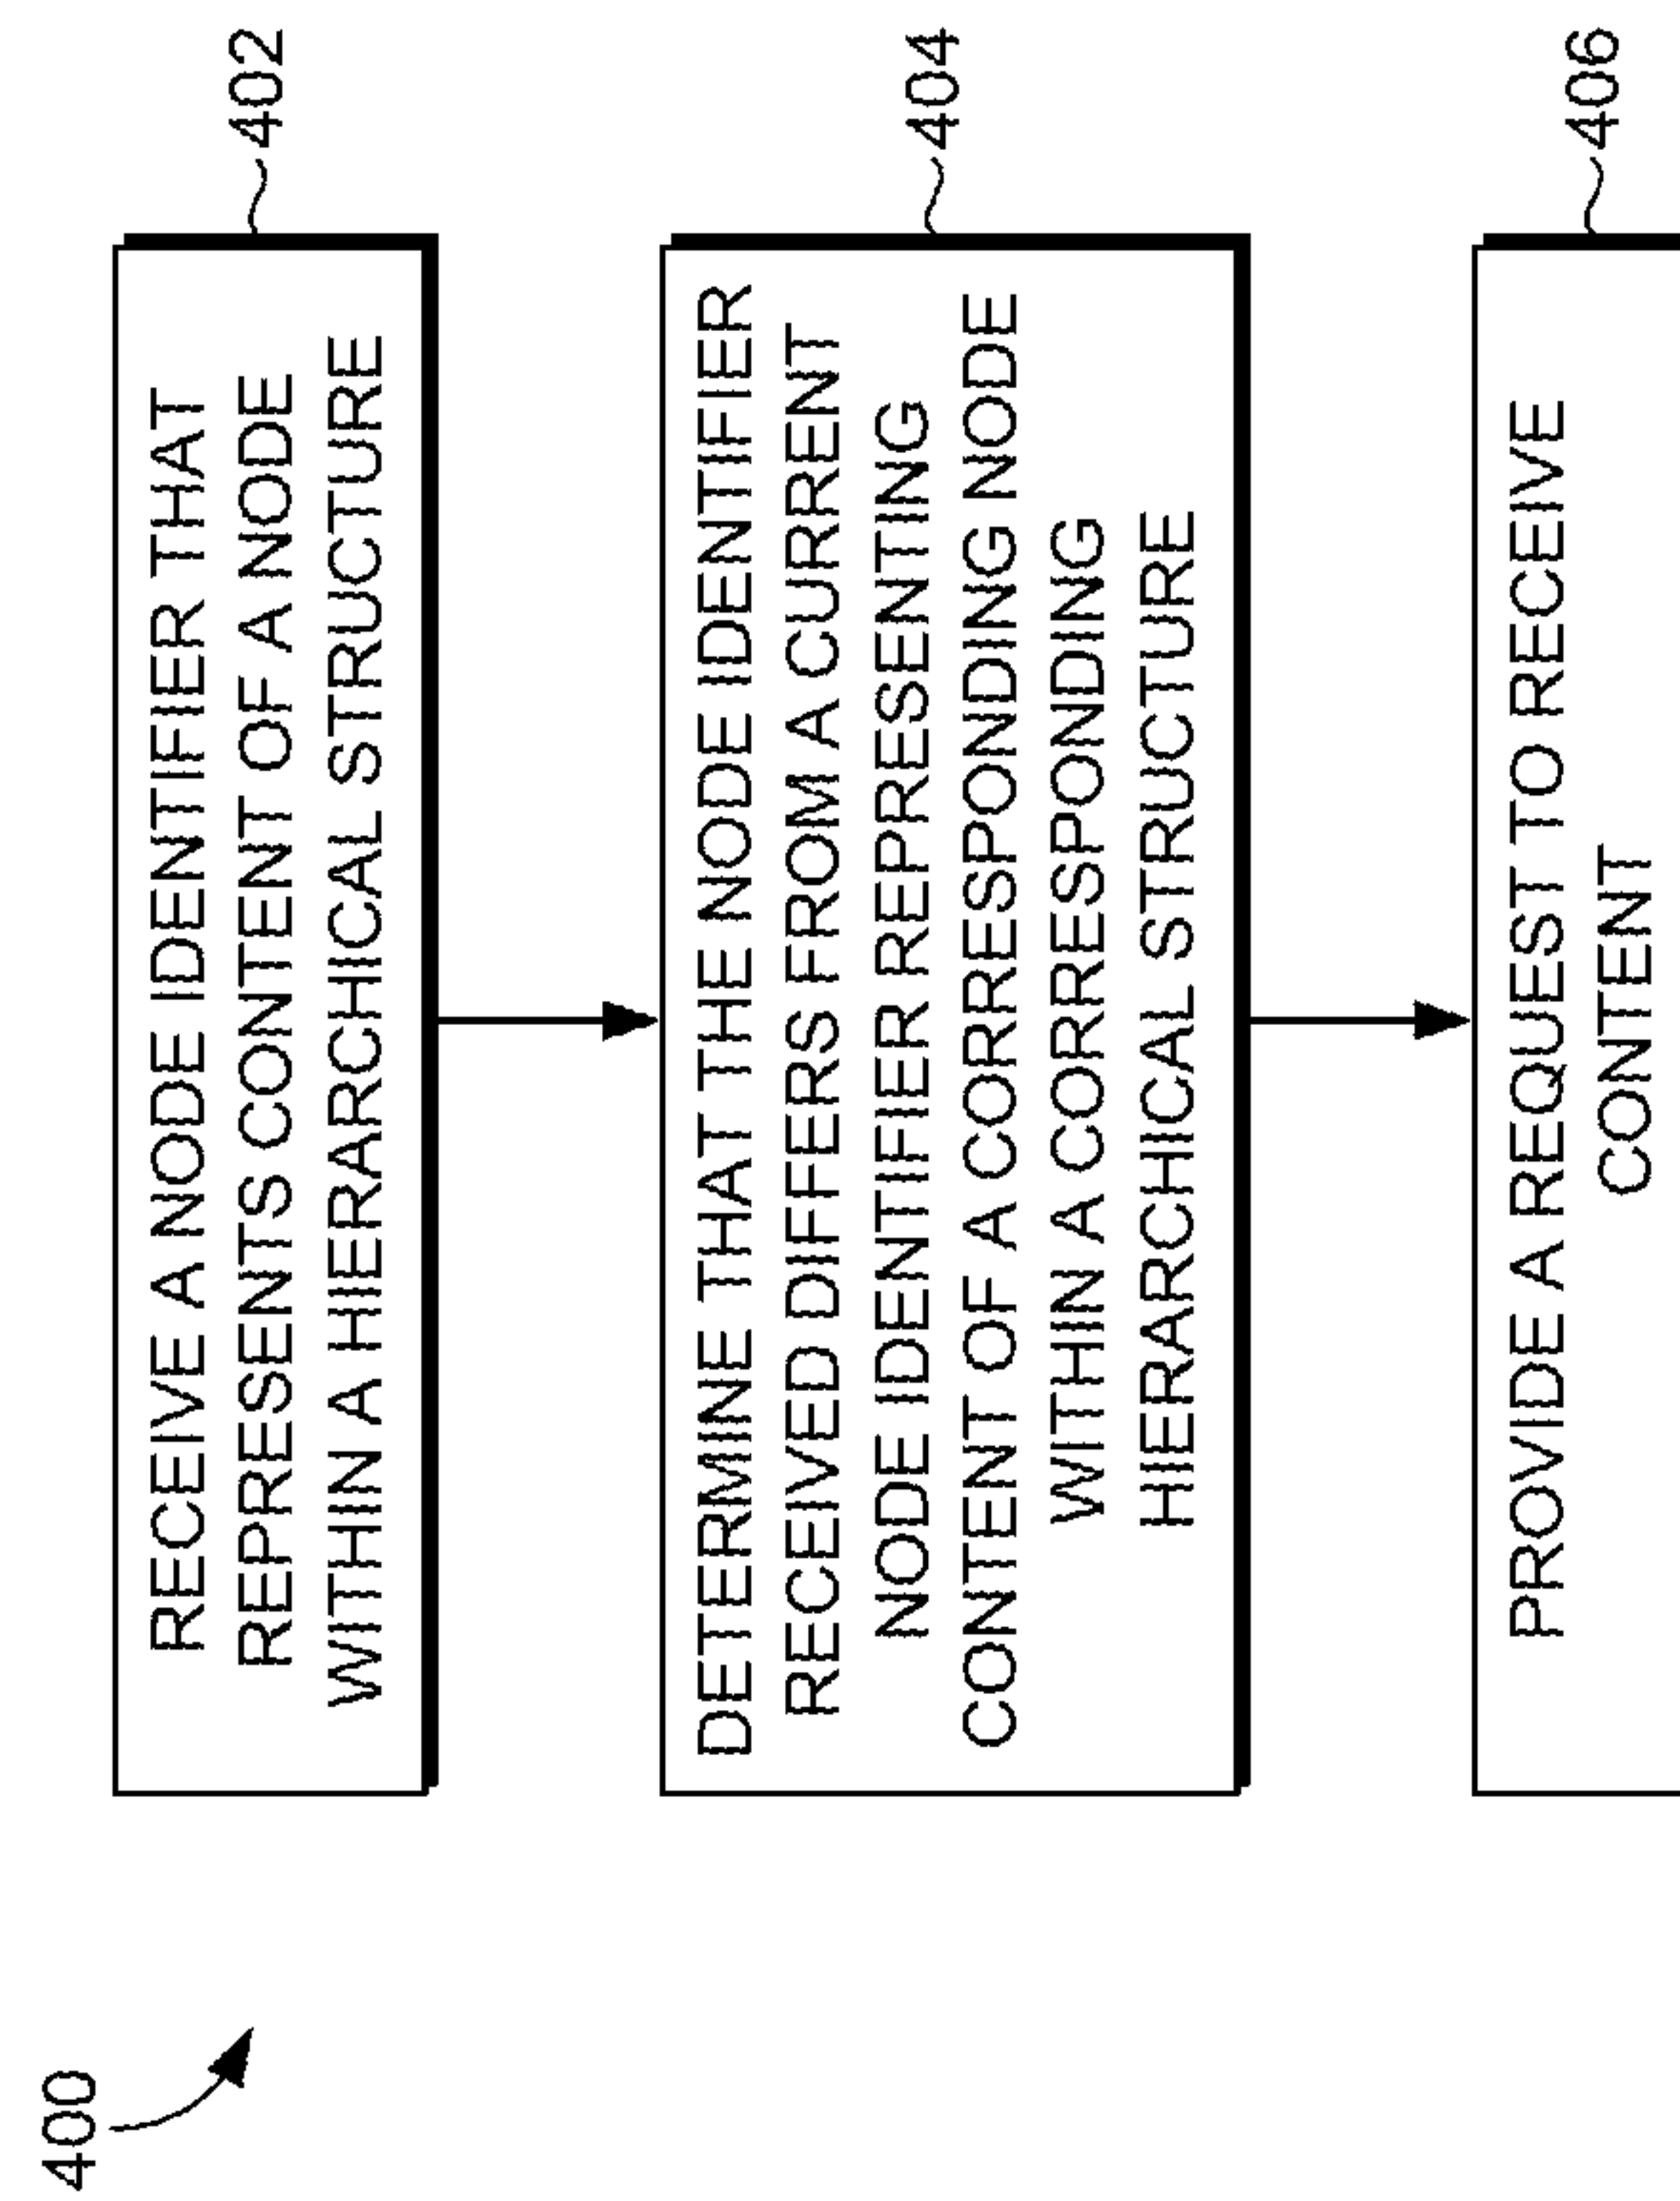 400
RECEIVE A NODE IDENTIFIER THAT
REPRESENTS CONTENT OF A NODE
WITHIN A HIERARCHICAL STRUCTURE
402
DETERMINE THAT THE NODE IDENTIFIER
RECEIVED DIFFERS FROM A CURRENT
NODE IDENTIFIER REPRESENTING
CONTENT OF A CORRESPONDING NODE
WITHIN A CORRESPONDING
HIERARCHICAL STRUCTURE
404
PROVIDE A REQUEST TO RECEIVE
CONTENT
406